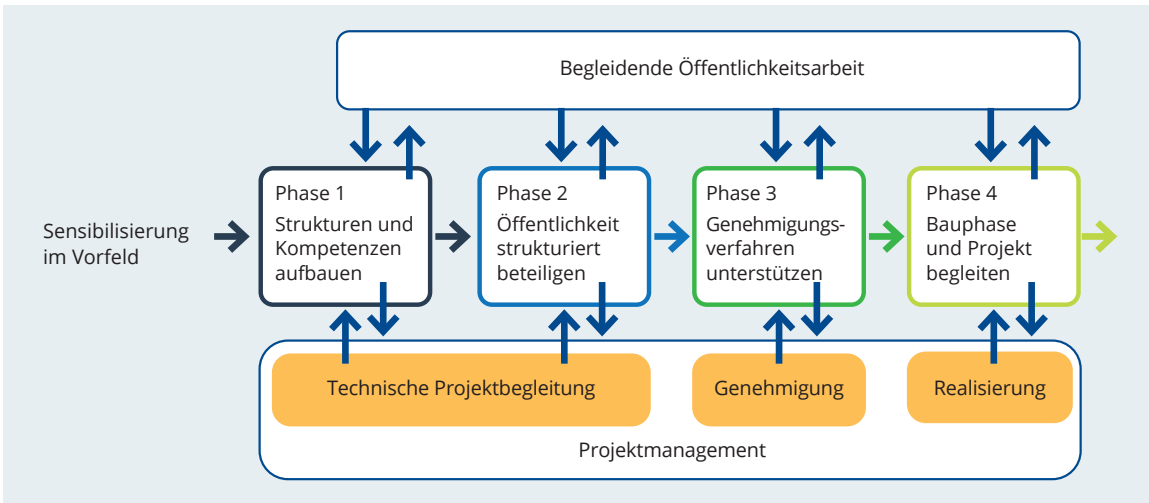 Begleidende Öffentlichkeitsarbeit
Sensibilisierung
im Vorfeld
Phase 1
Strukturen und
Kompetenzen
aufbauen
Phase 2
Öffentlichkeit
strukturiert
beteiligen
Phase 3
Genehmigungs-
verfahren
unterstützen
Phase 4
Bauphase
und Projekt
begleiten
Technische Projektbegleitung
Genehmigung
Realisierung
Projektmanagement